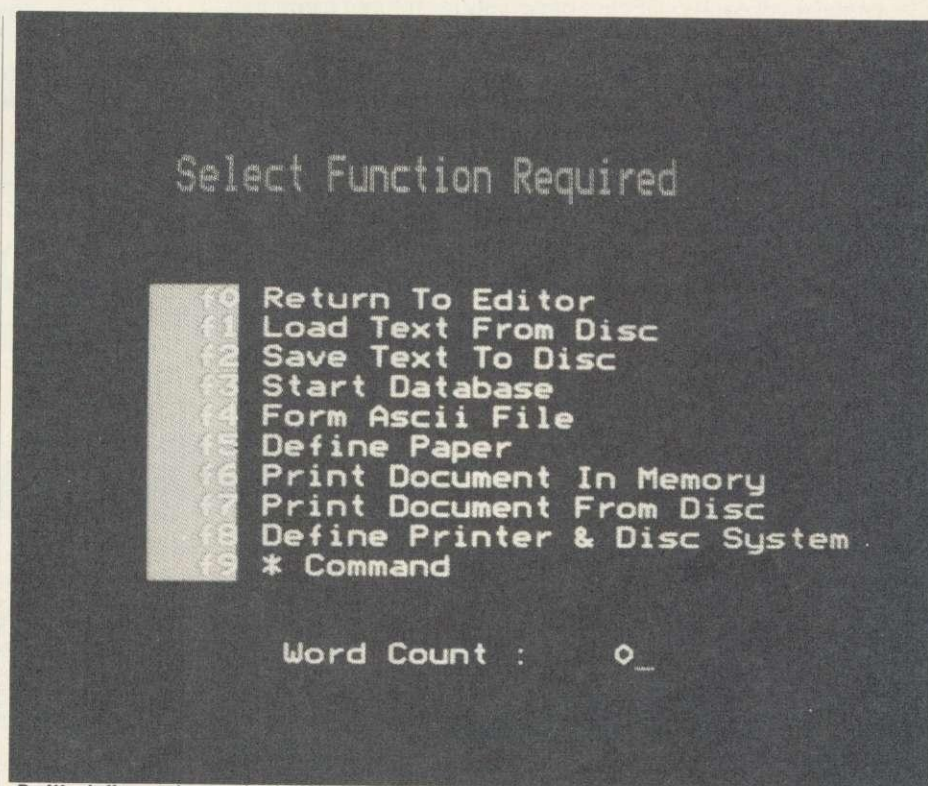 Select Function Required
f0 Return To Editor
f1 Load Text From Disc
f2 Save Text To Disc
f3 Start Database
f4 Form Ascii File
f5 Define Paper
f6 Print Document In Memory
f7 Print Document From Disc
f8 Define Printer & Disc System
f9 * Command
Word Count : 0_